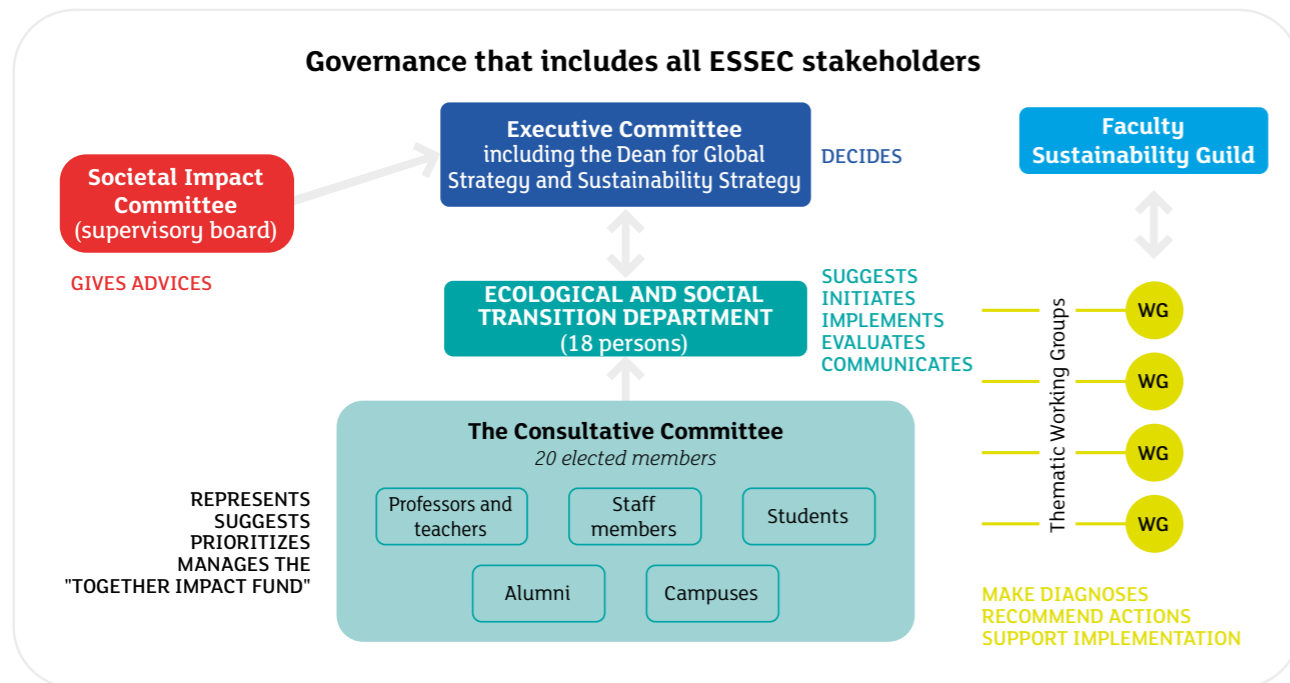 Governance that includes all ESSEC stakeholders
Societal Impact
Committee
(supervisory board)
GIVES ADVICES
Executive Committee
including the Dean for Global
Strategy and Sustainability Strategy
DECIDES
Faculty
Sustainability Guild
ECOLOGICAL AND SOCIAL
TRANSITION DEPARTMENT
(18 persons)
SUGGESTS
INITIATES
IMPLEMENTS
EVALUATES
COMMUNICATES
Thematic Working Groups
WG
WG
WG
WG
MAKE DIAGNOSES
RECOMMEND ACTIONS
SUPPORT IMPLEMENTATION
The Consultative Committee
20 elected members
Professors and
teachers
Staff
members
Students
Alumni
Campuses
REPRESENTS
SUGGESTS
PRIORITIZES
MANAGES THE
"TOGETHER IMPACT FUND"